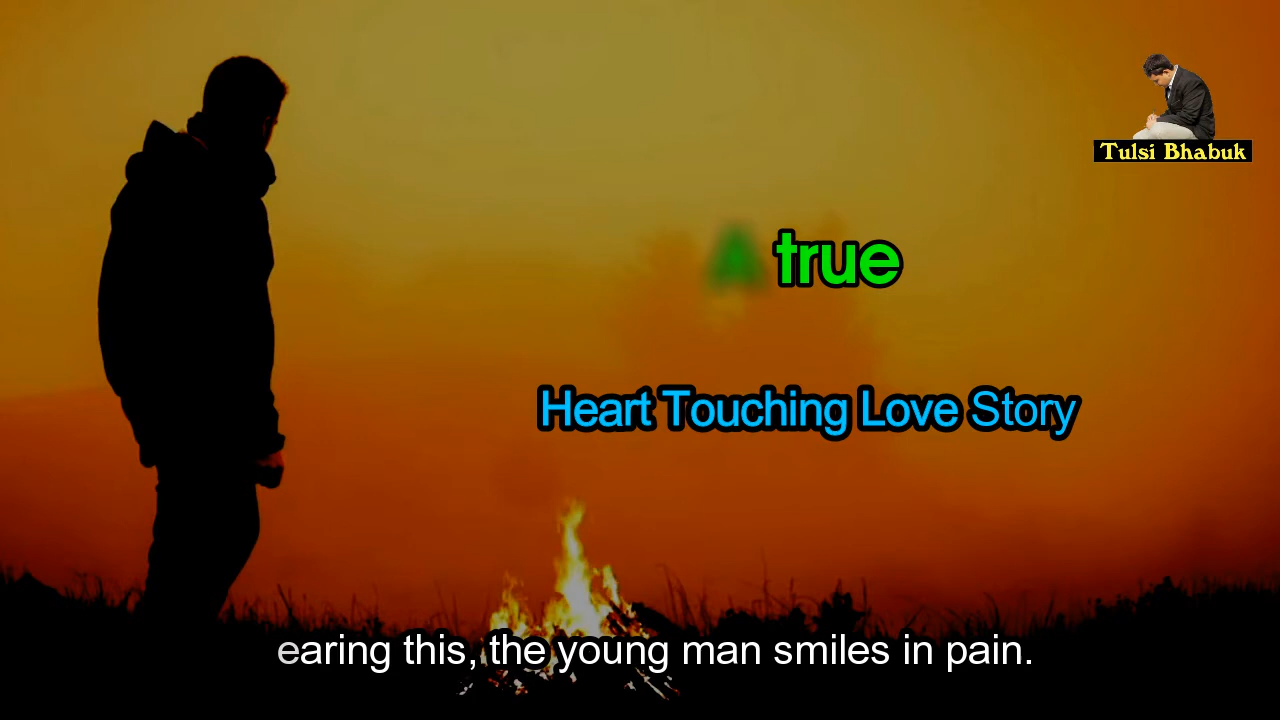 Tulsi Bhabuk
A true
Heart Touching Love Story
earing this, the young man smiles in pain.